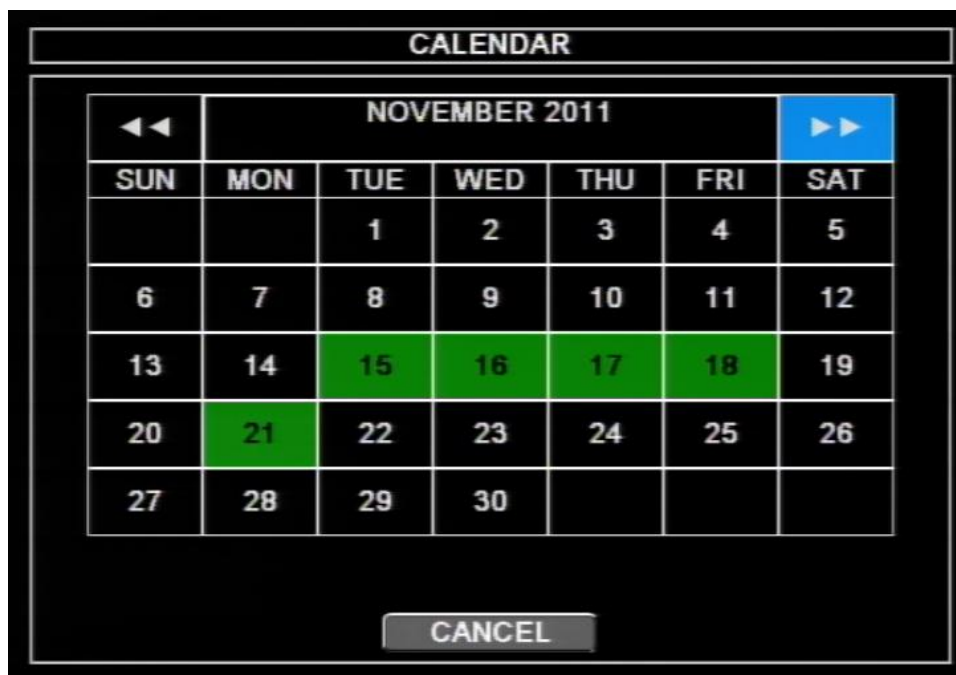 CALENDAR
◄◄ NOVEMBER 2011 ►►
SUN MON TUE WED THU FRI SAT
1 2 3 4 5
6 7 8 9 10 11 12
13 14 15 16 17 18 19
20 21 22 23 24 25 26
27 28 29 30
CANCEL